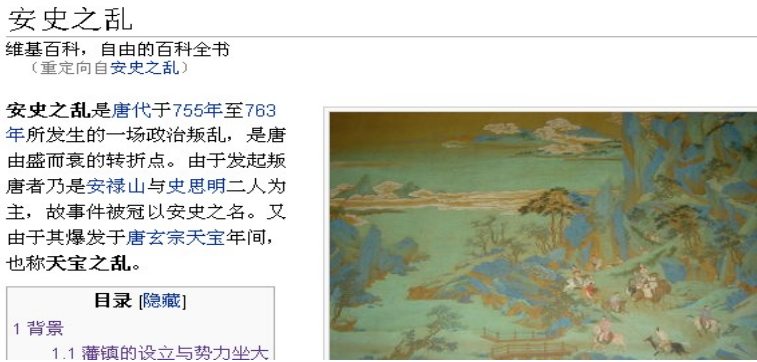 安史之乱
维基百科，自由的百科全书
（重定向自安史之乱）
安史之乱是唐代于755年至763
年所发生的一场政治叛乱，是唐
由盛而衰的转折点。由于发起叛
唐者乃是安禄山与史思明二人为
主，故事件被冠以安史之名。又
由于其爆发于唐玄宗天宝年间，
也称天宝之乱。
目录 [隐藏]
1 背景
1.1 藩镇的设立与势力坐大